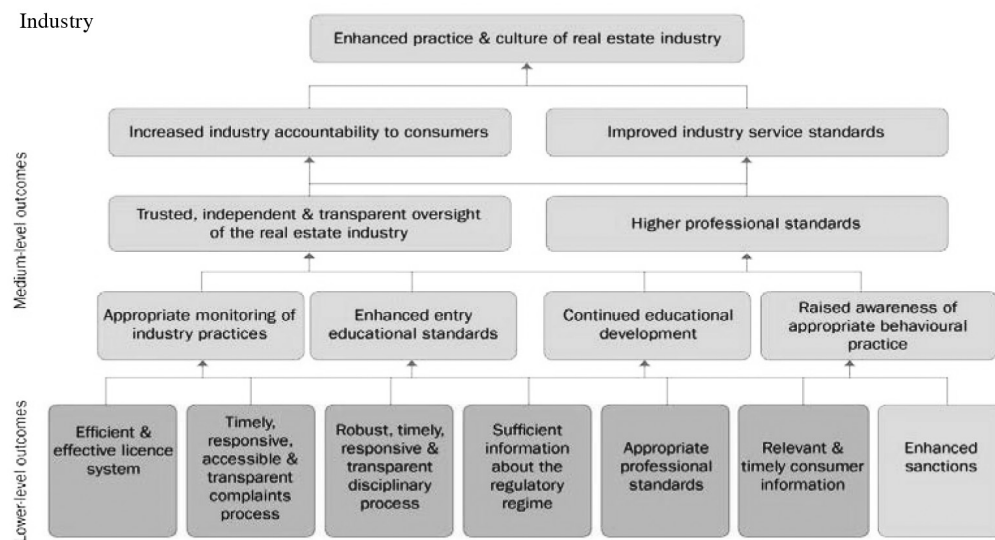 Industry
Enhanced practice & culture of real estate industry
Increased industry accountability to consumers
Improved industry service standards
Medium-level outcomes
Trusted, independent & transparent oversight
of the real estate industry
Higher professional standards
Appropriate monitoring of
industry practices
Enhanced entry
educational standards
Continued educational
development
Raised awareness of
appropriate behavioural
practice
Lower-level outcomes
Efficient &
effective licence
system
Timely,
responsive,
accessible &
transparent
complaints
process
Robust, timely,
responsive &
transparent
disciplinary
process
Sufficient
information
about the
regulatory
regime
Appropriate
professional
standards
Relevant &
timely consumer
information
Enhanced
sanctions